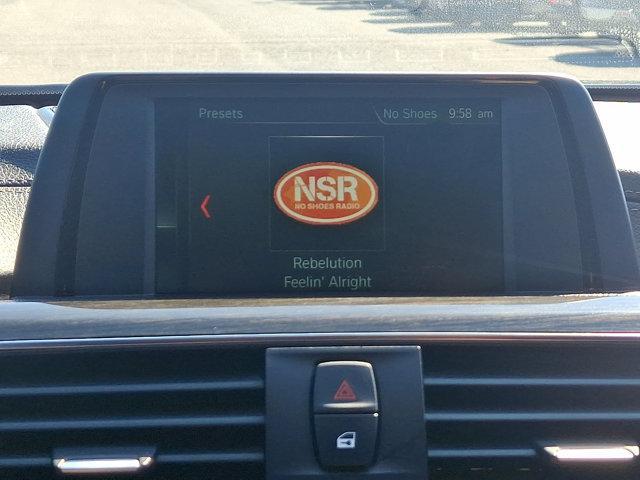 Presets
No Shoes 9:58 am
NSR
NO SHOES RADIO
Rebelution
Feelin' Alright